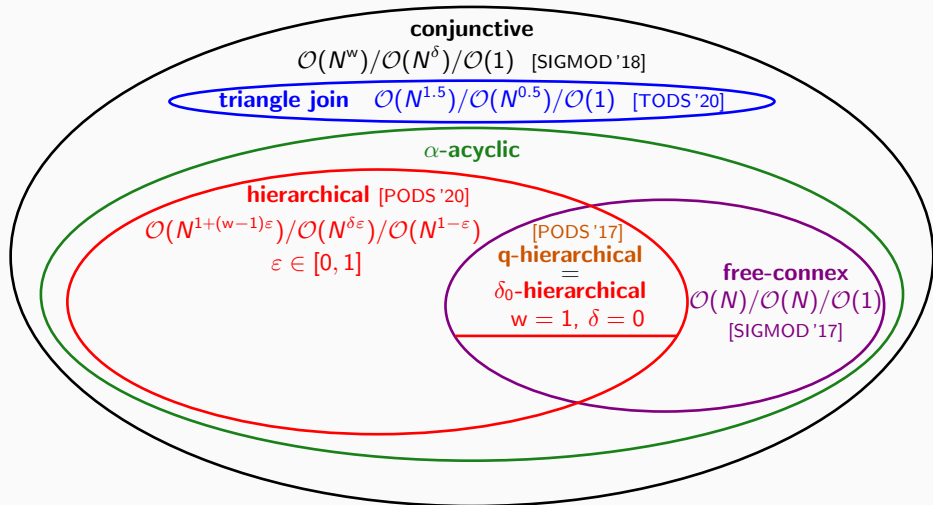 conjunctive
𝒪(N^w)/𝒪(N^δ)/𝒪(1) [SIGMOD '18]
triangle join 𝒪(N^1.5)/𝒪(N^0.5)/𝒪(1) [TODS '20]
α-acyclic
hierarchical [PODS '20]
𝒪(N^(1+(w−1)ε))/𝒪(N^(δε))/𝒪(N^(1−ε))
ε ∈ [0, 1]
[PODS '17]
q-hierarchical
=
δ₀-hierarchical
w = 1, δ = 0
free-connex
𝒪(N)/𝒪(N)/𝒪(1)
[SIGMOD '17]